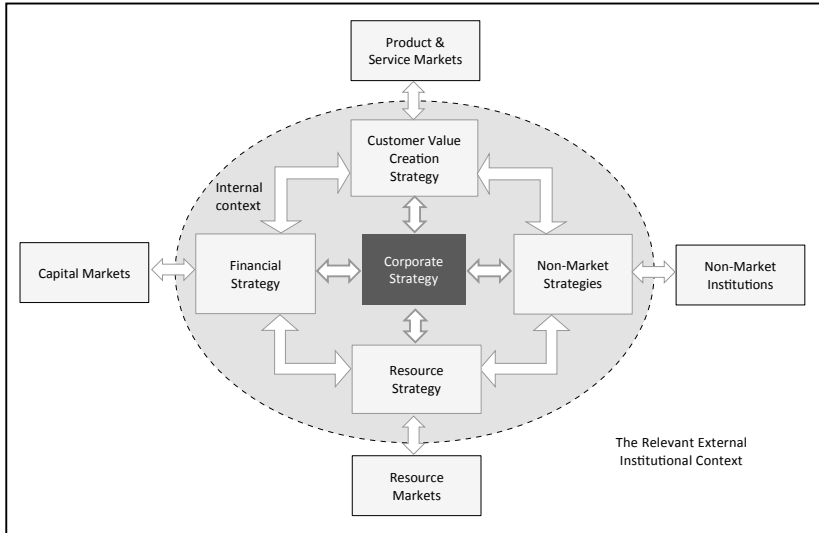 Product &
Service Markets
Customer Value
Creation
Strategy
Internal
context
Capital Markets
Financial
Strategy
Corporate
Strategy
Non-Market
Strategies
Non-Market
Institutions
Resource
Strategy
The Relevant External
Institutional Context
Resource
Markets